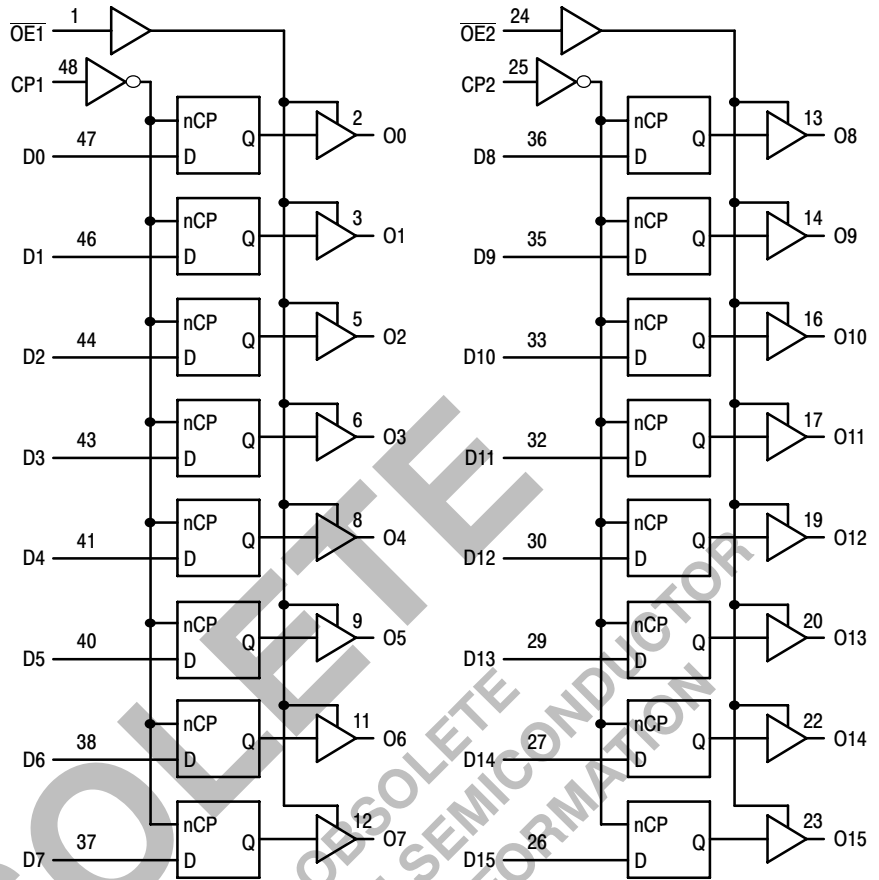 OE1 1
CP1 48
nCP
D Q
D0 47
2 O0
nCP
D Q
D1 46
3 O1
nCP
D Q
D2 44
5 O2
nCP
D Q
D3 43
6 O3
nCP
D Q
D4 41
8 O4
nCP
D Q
D5 40
9 O5
nCP
D Q
D6 38
11 O6
nCP
D Q
D7 37
12 O7
OE2 24
CP2 25
nCP
D Q
D8 36
13 O8
nCP
D Q
D9 35
14 O9
nCP
D Q
D10 33
16 O10
nCP
D Q
D11 32
17 O11
nCP
D Q
D12 30
19 O12
nCP
D Q
D13 29
20 O13
nCP
D Q
D14 27
22 O14
nCP
D Q
D15 26
23 O15
OBSOLETE
SEMICONDUCTOR